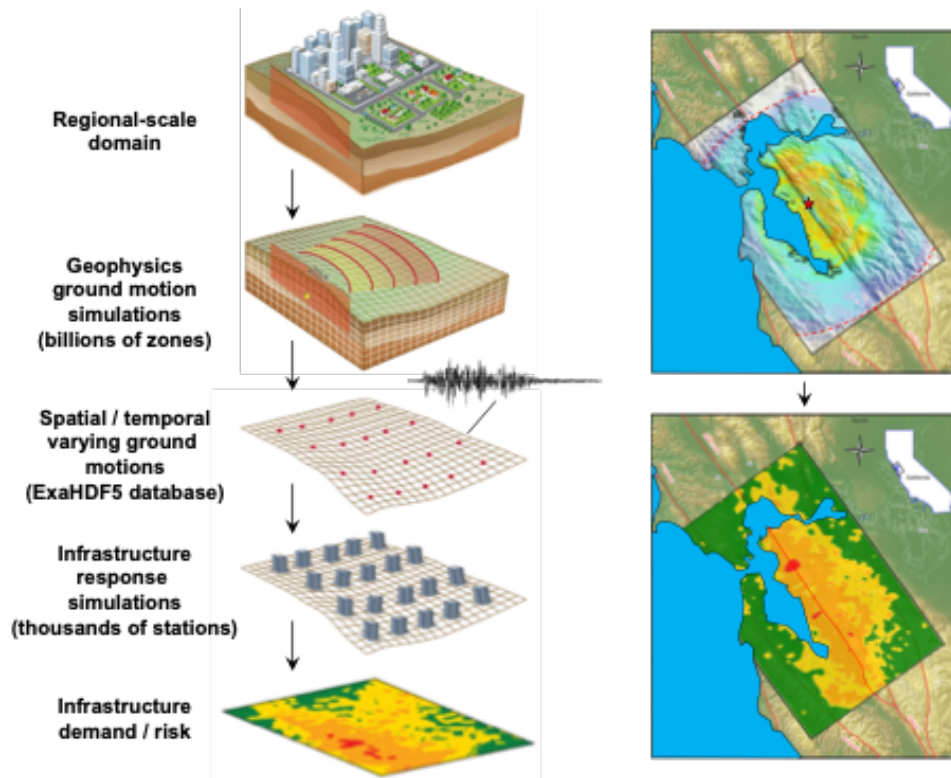 Regional-scale
domain
Geophysics
ground motion
simulations
(billions of zones)
Spatial / temporal
varying ground
motions
(ExaHDF5 database)
Infrastructure
response
simulations
(thousands of stations)
Infrastructure
demand / risk